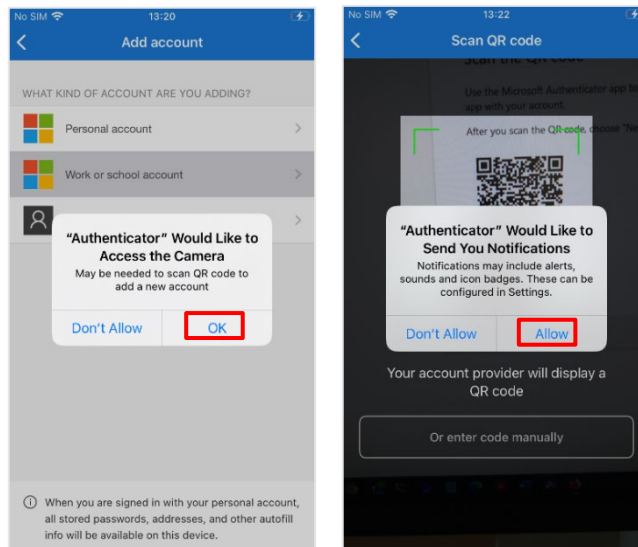 No SIM 13:20
Add account
WHAT KIND OF ACCOUNT ARE YOU ADDING?
Personal account
Work or school account
"Authenticator" Would Like to
Access the Camera
May be needed to scan QR code to
add a new account
Don't Allow OK
When you are signed in with your personal account,
all stored passwords, addresses, and other autofill
info will be available on this device.
No SIM 13:22
Scan QR code
Scan the QR code
Use the Microsoft Authenticator app to
app with your account.
After you scan the QR code, choose "Ne
"Authenticator" Would Like to
Send You Notifications
Notifications may include alerts,
sounds and icon badges. These can be
configured in Settings.
Don't Allow Allow
Your account provider will display a
QR code
Or enter code manually